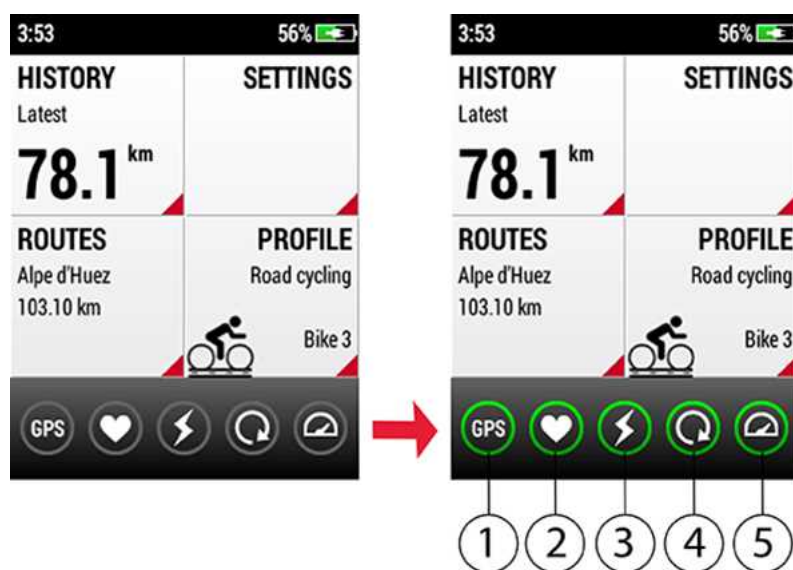 3:53 56%
HISTORY SETTINGS
Latest
78.1 km
ROUTES PROFILE
Alpe d'Huez Road cycling
103.10 km
Bike 3
GPS
3:53 56%
HISTORY SETTINGS
Latest
78.1 km
ROUTES PROFILE
Alpe d'Huez Road cycling
103.10 km
Bike 3
GPS
1 2 3 4 5